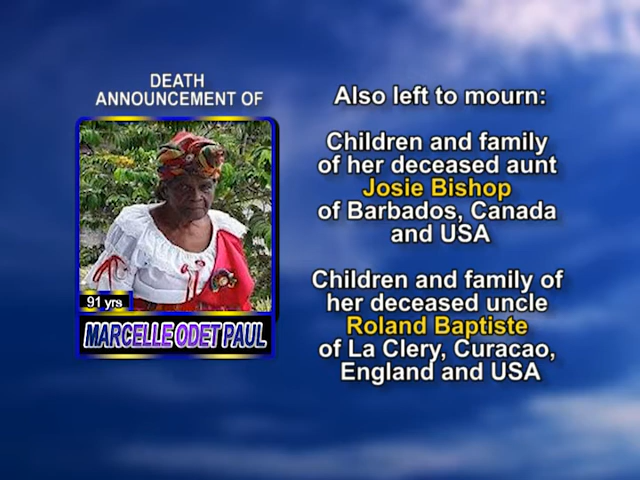 DEATH
ANNOUNCEMENT OF
91 yrs
MARCELLE ODET PAUL
Also left to mourn:
Children and family
of her deceased aunt
Josie Bishop
of Barbados, Canada
and USA
Children and family of
her deceased uncle
Roland Baptiste
of La Clery, Curacao,
England and USA